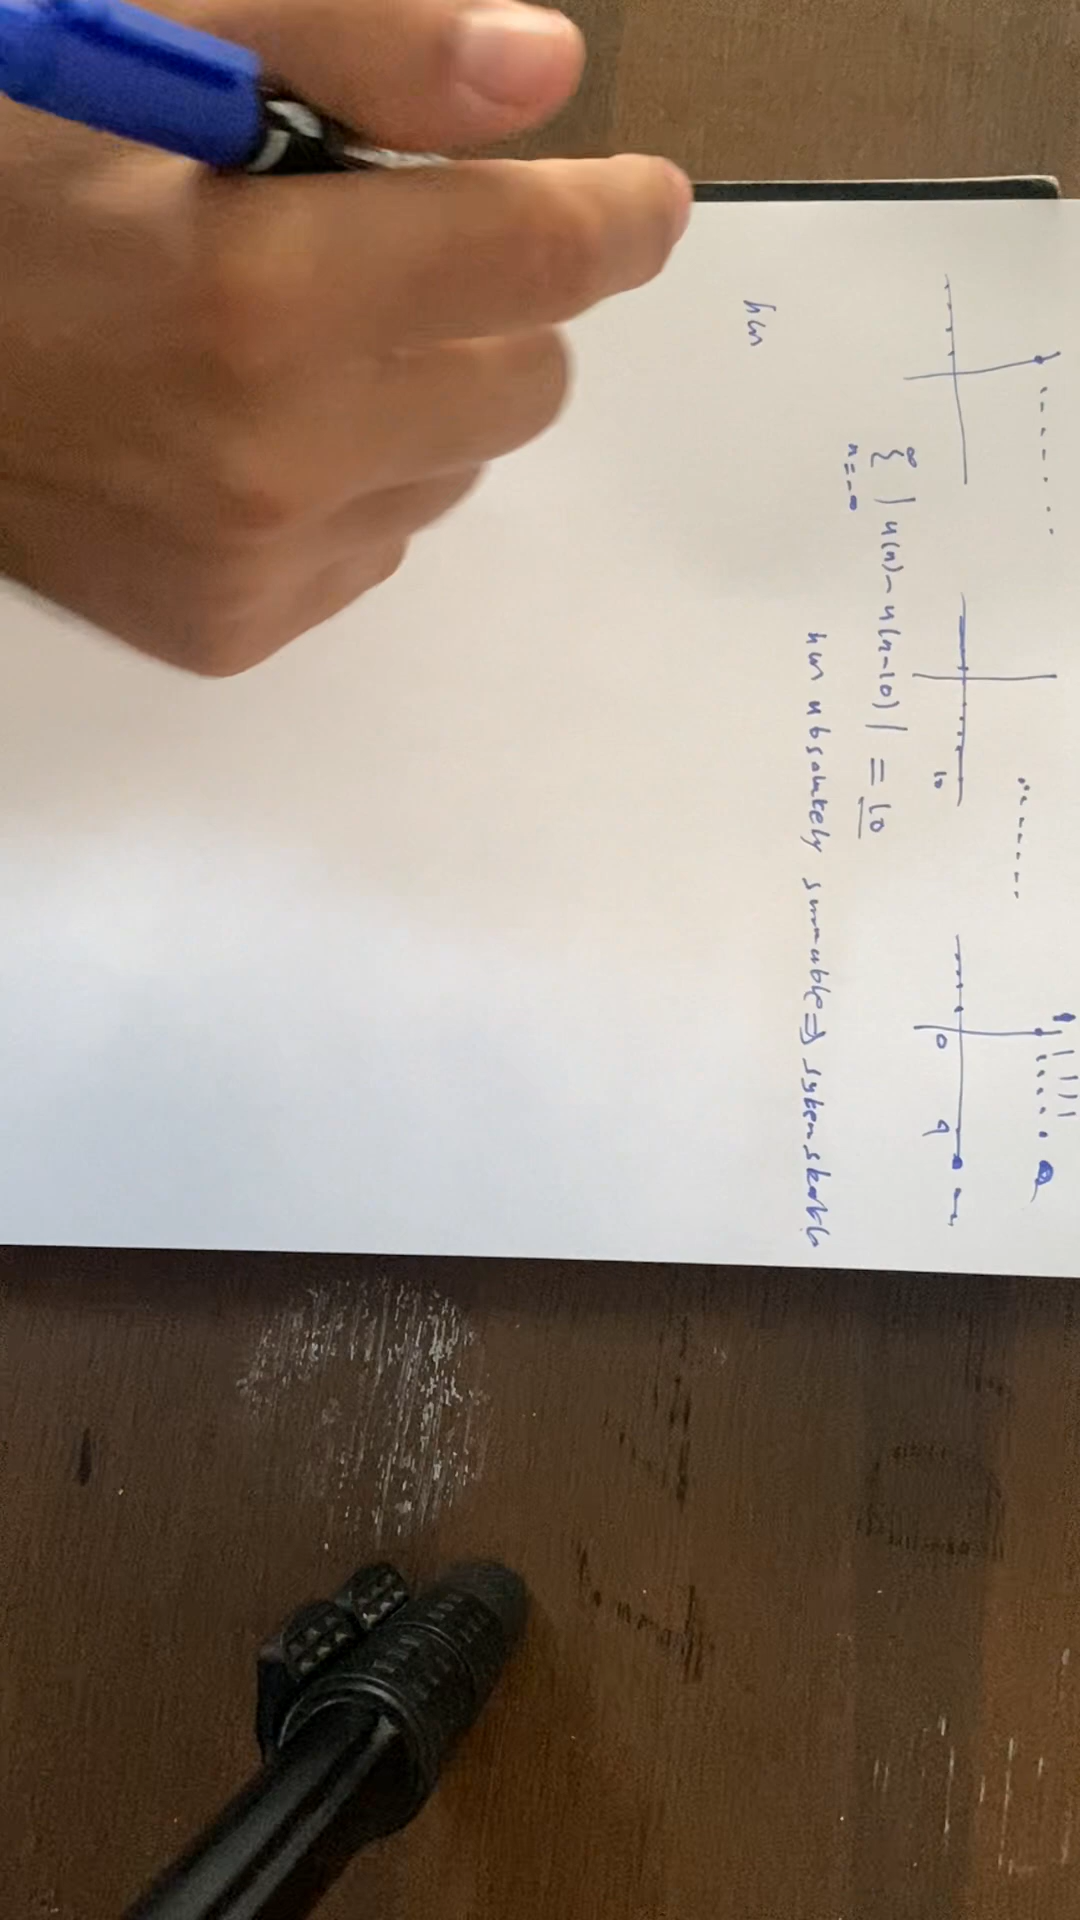 10
0 9
∞
Σ | u(n) - u(n-10) | = 10
n=-∞
h(n) absolutely summable ⇒ system stable
h(n)